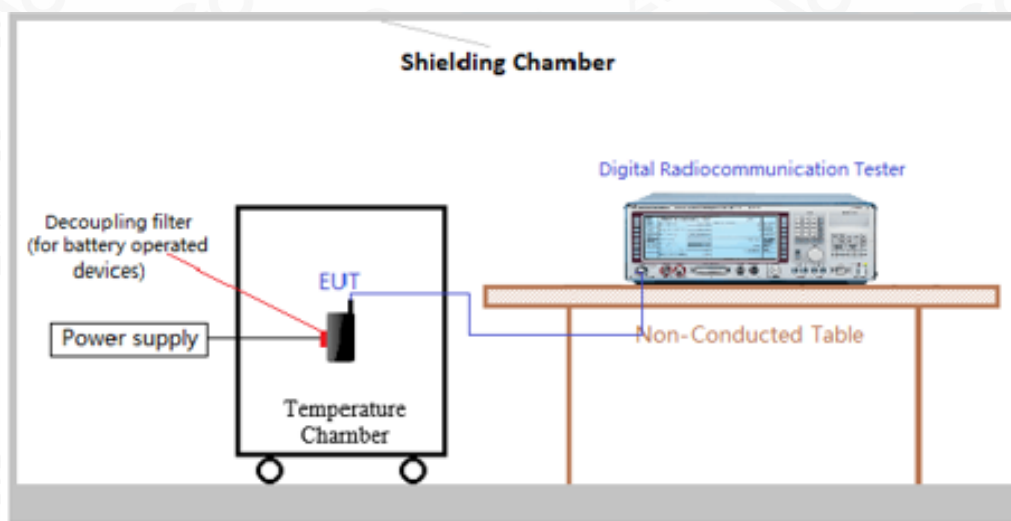 Shielding Chamber
Digital Radiocommunication Tester
Decoupling filter
(for battery operated
devices)
EUT
Power supply
Non-Conducted Table
Temperature
Chamber